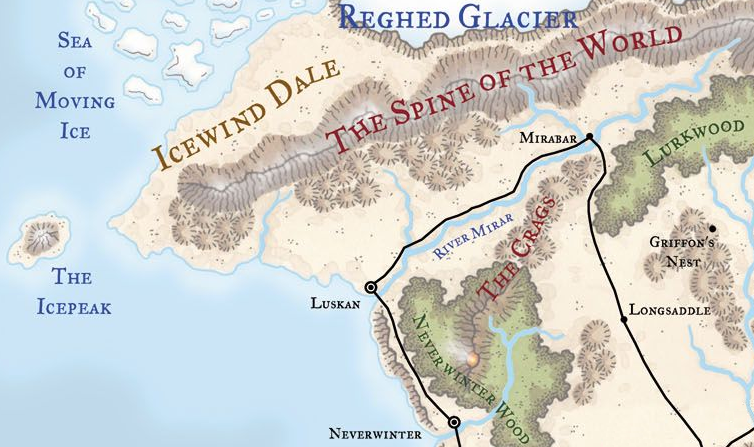 REGHED GLACIER
SEA
OF
MOVING
ICE
ICEWIND DALE
THE SPINE OF THE WORLD
MIRABAR
LURKWOOD
RIVER MIRAR
THE CRAGS
GRIFFON'S
NEST
THE
ICEPEAK
LUSKAN
LONGSADDLE
NEVERWINTER WOOD
NEVERWINTER